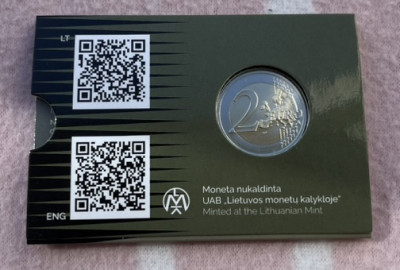 LT
2
ENG
Moneta nukaldinta
UAB „Lietuvos monetų kalykloje“
Minted at the Lithuanian Mint